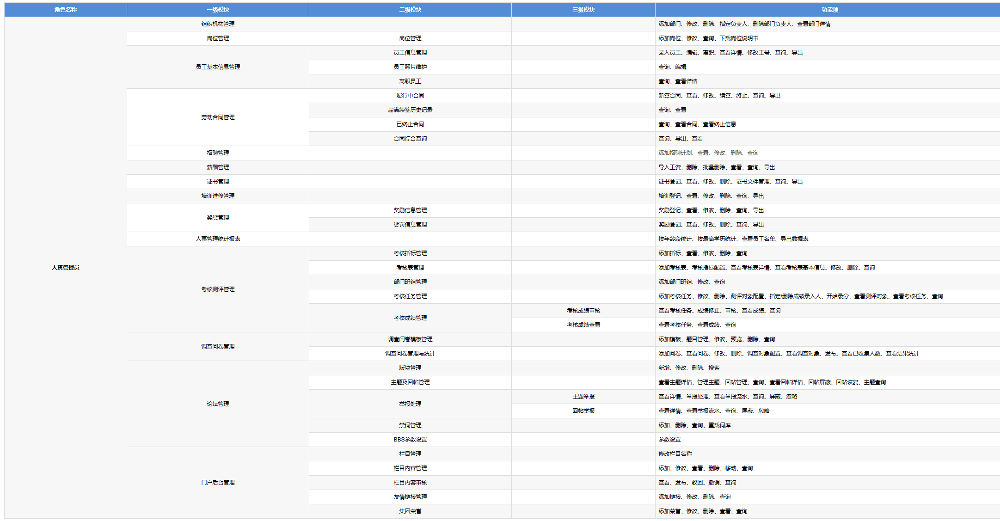 角色名称 一级模块 二级模块 三级模块 功能项
组织机构管理 添加部门、修改、删除、指定负责人、删除部门负责人、查看部门详情
岗位管理 岗位管理 添加岗位、修改、查询、下载岗位说明书
员工信息管理 录入员工、编辑、离职、查看详情、修改工号、查询、导出
员工基本信息管理 员工照片维护 查询、编辑
离职员工 查询、查看详情
履行中合同 新签合同、查看、修改、续签、终止、查询、导出
届满续签历史记录 查询、查看
劳动合同管理
已终止合同 查询、查看合同、查看终止信息
合同综合查询 查询、导出、查看
招聘管理 添加招聘计划、查看、修改、删除、查询
薪酬管理 导入工资、删除、批量删除、查看、查询、导出
证书管理 证书登记、查看、修改、删除、证书文件管理、查询、导出
培训进修管理 培训登记、查看、修改、删除、查询、导出
奖励信息管理 奖励登记、查看、修改、删除、查询、导出
奖惩管理
惩罚信息管理 奖励登记、查看、修改、删除、查询、导出
人事管理统计报表 按年龄段统计、按最高学历统计、查看员工名单、导出数据表
考核指标管理 添加指标、查看、修改、删除、查询
人资管理员 考核表管理 添加考核表、考核指标配置、查看考核表详情、查看考核表基本信息、修改、删除、查询
部门班组管理 添加部门班组、修改、查询
考核测评管理
考核任务管理 添加考核任务、修改、删除、测评对象配置、指定/删除成绩录入人、开始录分、查看测评对象、查看考核任务、查询
考核成绩审核 查看考核任务、成绩修正、审核、查看成绩、查询
考核成绩管理
考核成绩查看 查看考核任务、查看成绩、查询
调查问卷模板管理 添加模板、题目管理、修改、预览、删除、查询
调查问卷管理
调查问卷管理与统计 添加问卷、查看问卷、修改、删除、调查对象配置、查看调查对象、发布、查看已收集人数、查看结果统计
版块管理 新增、修改、删除、搜索
主题及回帖管理 查看主题详情、管理主题、回帖管理、查询、查看回帖详情、回帖屏蔽、回帖恢复、主题查询
主题举报 查看详情、举报处理、查看举报流水、查询、屏蔽、忽略
论坛管理 举报处理
回帖举报 查看详情、查看举报流水、查询、屏蔽、忽略
禁词管理 添加、删除、查询、重载词库
BBS参数设置 参数设置
栏目管理 修改栏目名称
栏目内容管理 添加、修改、查看、删除、移动、查询
门户后台管理 栏目内容审核 查看、发布、驳回、撤销、查询
友情链接管理 添加链接、修改、删除、查询
集团荣誉 添加荣誉、修改、删除、查看、查询